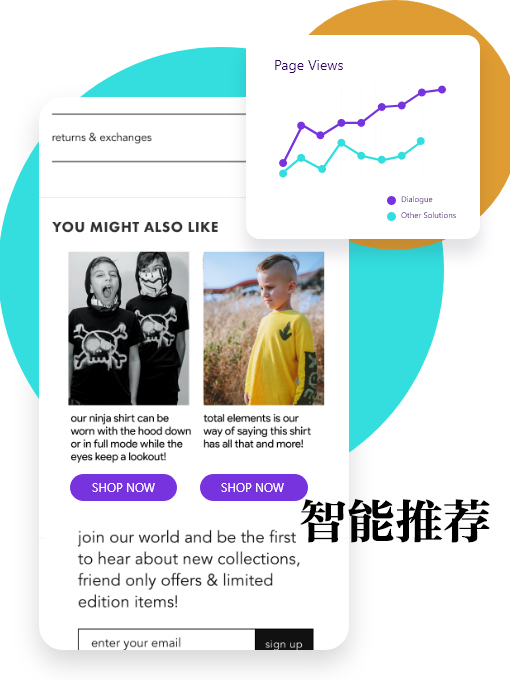 Page Views
Dialogue
Other Solutions
returns & exchanges
YOU MIGHT ALSO LIKE
our ninja shirt can be
worn with the hood down
or in full mode while the
eyes keep a lookout!
total elements is our
way of saying this shirt
has all that and more!
SHOP NOW
SHOP NOW
智能推荐
join our world and be the first
to hear about new collections,
friend only offers & limited
edition items!
enter your email
sign up